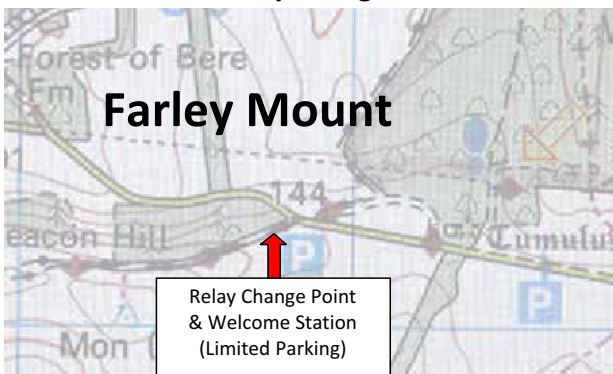 Forest of Bere
Fm
Farley Mount
144
eacon Hill
P
Tumulu
P
Relay Change Point
& Welcome Station
(Limited Parking)
Mon